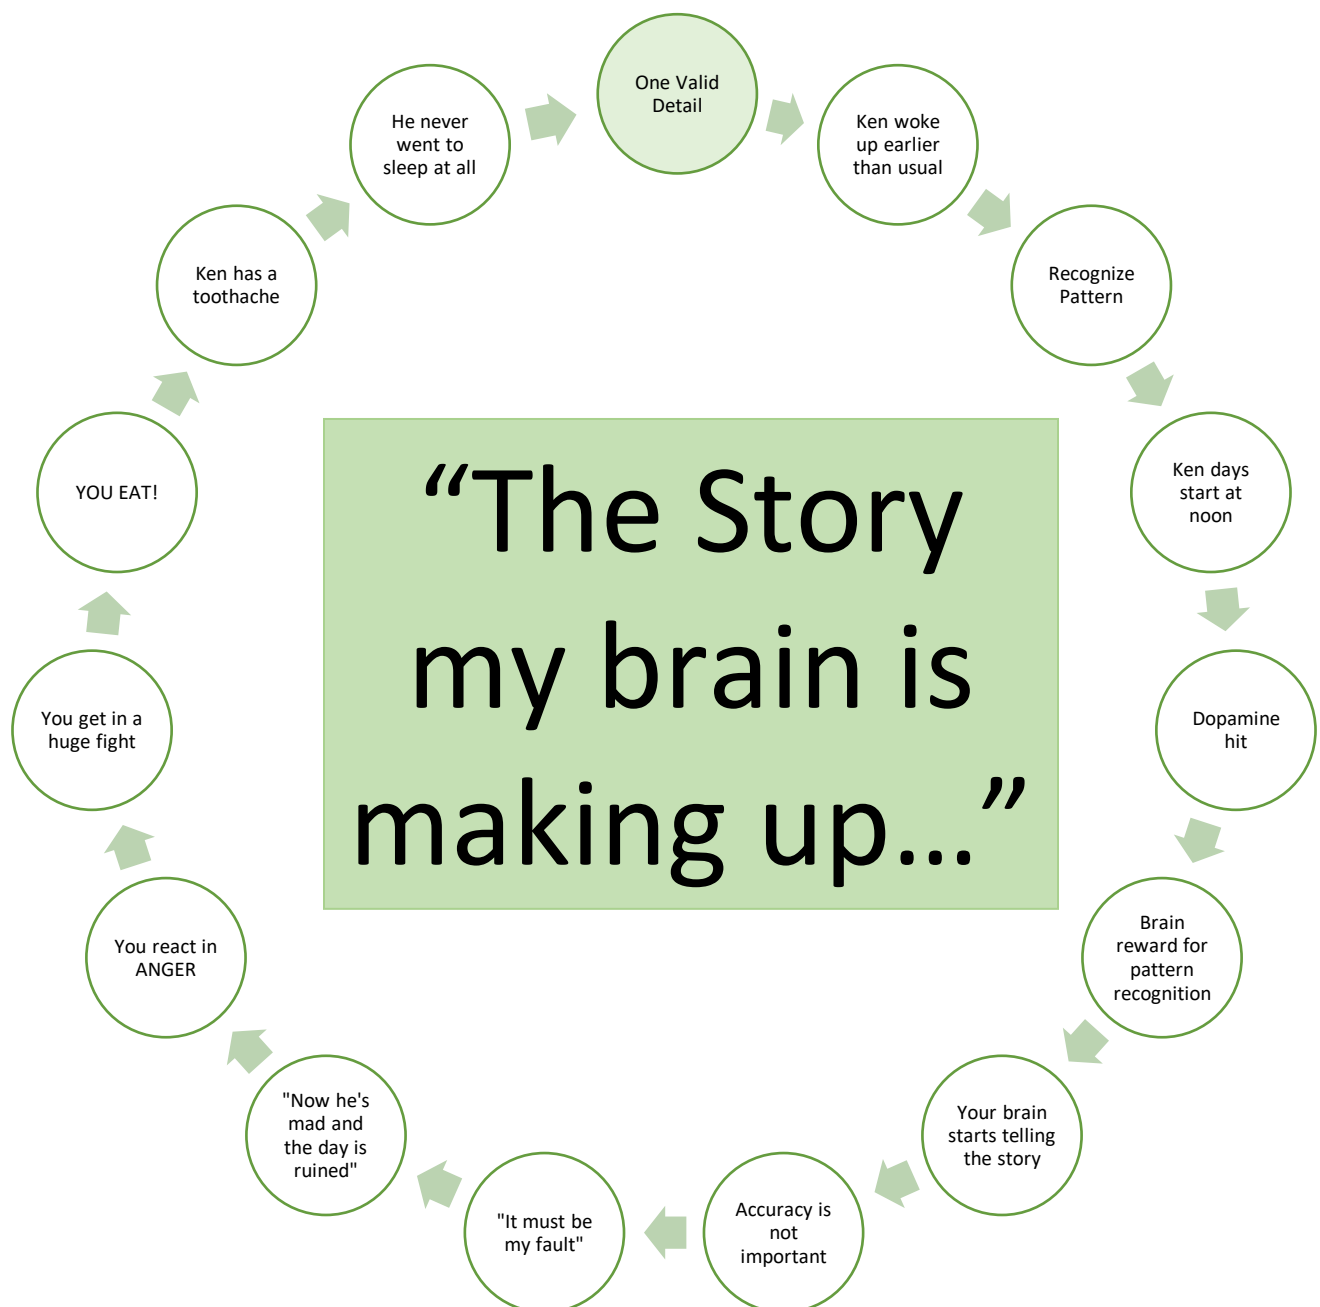 One Valid
Detail
Ken woke
up earlier
than usual
Recognize
Pattern
Ken days
start at
noon
Dopamine
hit
Brain
reward for
pattern
recognition
Your brain
starts telling
the story
Accuracy is
not
important
"It must be
my fault"
"Now he's
mad and
the day is
ruined"
You react in
ANGER
You get in a
huge fight
YOU EAT!
Ken has a
toothache
He never
went to
sleep at all
“The Story
my brain is
making up…”